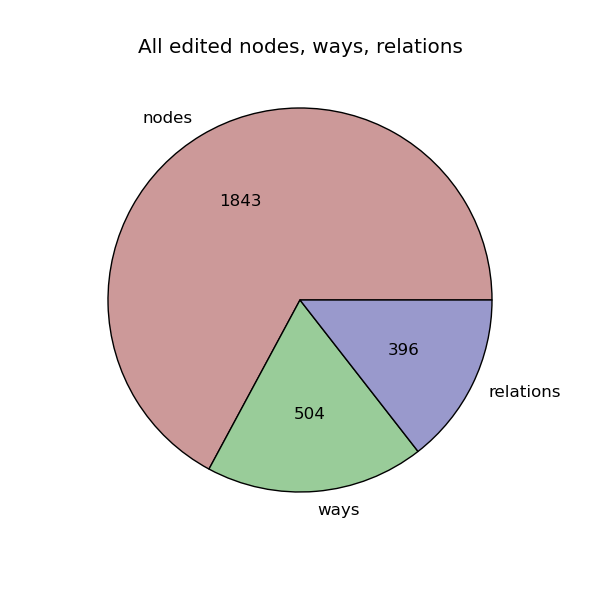 All edited nodes, ways, relations
nodes
1843
396
relations
504
ways